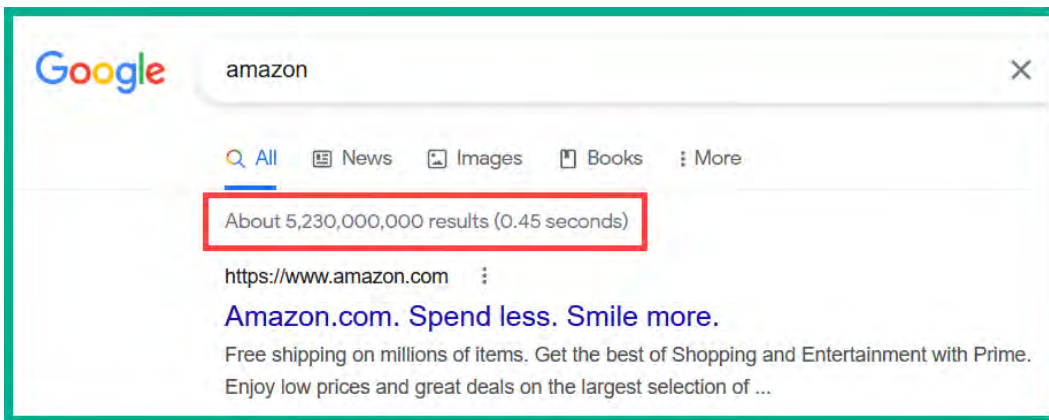 Google amazon
All News Images Books More
About 5,230,000,000 results (0.45 seconds)
https://www.amazon.com
Amazon.com. Spend less. Smile more.
Free shipping on millions of items. Get the best of Shopping and Entertainment with Prime.
Enjoy low prices and great deals on the largest selection of ...